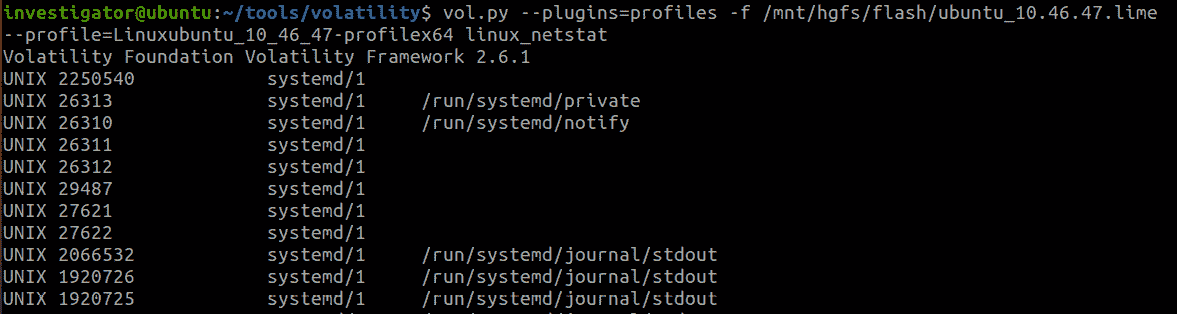 investigator@ubuntu:~/tools/volatility$ vol.py --plugins=profiles -f /mnt/hgfs/flash/ubuntu_10.46.47.lime
--profile=Linuxubuntu_10_46_47-profilex64 linux_netstat
Volatility Foundation Volatility Framework 2.6.1
UNIX 2250540 systemd/1
UNIX 26313 systemd/1 /run/systemd/private
UNIX 26310 systemd/1 /run/systemd/notify
UNIX 26311 systemd/1
UNIX 26312 systemd/1
UNIX 29487 systemd/1
UNIX 27621 systemd/1
UNIX 27622 systemd/1
UNIX 2066532 systemd/1 /run/systemd/journal/stdout
UNIX 1920726 systemd/1 /run/systemd/journal/stdout
UNIX 1920725 systemd/1 /run/systemd/journal/stdout